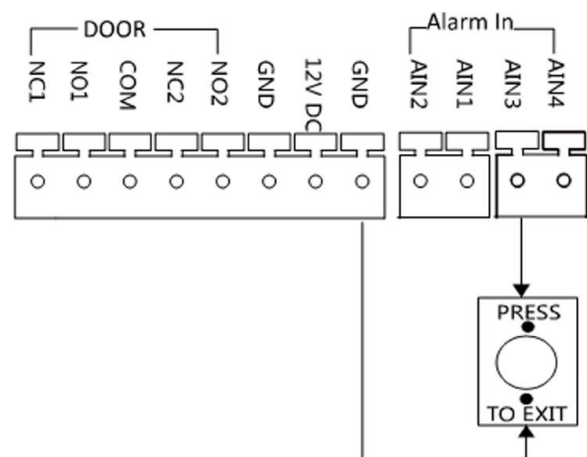 DOOR
Alarm In
NC1
NO1
COM
NC2
NO2
GND
12V DC
GND
AIN2
AIN1
AIN3
AIN4
PRESS
TO EXIT